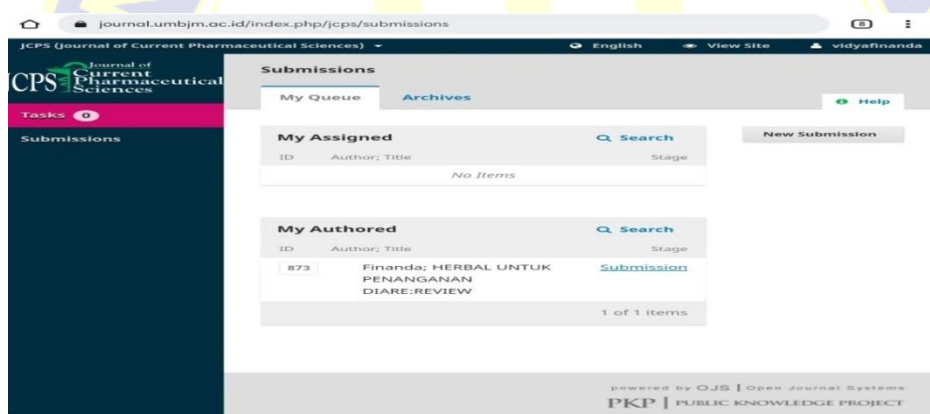 journal.umbjm.ac.id/index.php/jcps/submissions
8
JCPS (Journal of Current Pharmaceutical Sciences)
English
View Site
vidyafinanda
Journal of
JCPS Current
Pharmaceutical
Sciences
Tasks 0
Submissions
Submissions
My Queue
Archives
Help
New Submission
My Assigned
Search
ID Author; Title Stage
No Items
My Authored
Search
ID Author; Title Stage
873 Finanda; HERBAL UNTUK Submission
PENANGANAN
DIARE:REVIEW
1 of 1 items
powered by OJS | Open Journal Systems
PKP | PUBLIC KNOWLEDGE PROJECT